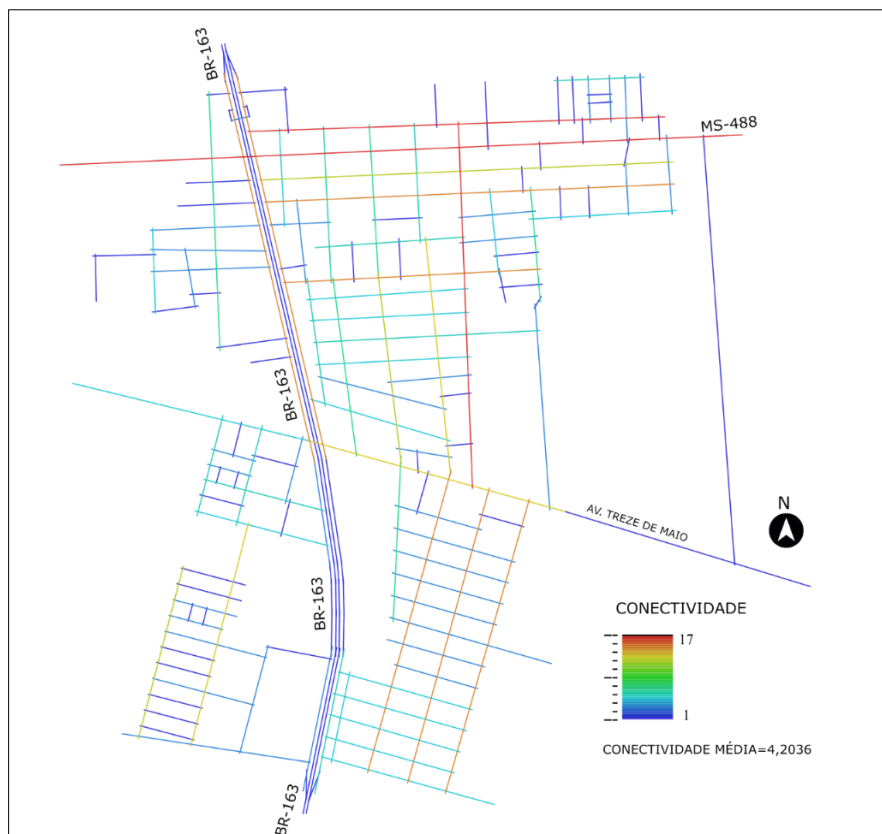 BR-163
MS-488
BR-163
AV. TREZE DE MAIO
N
BR-163
CONECTIVIDADE
17
1
CONECTIVIDADE MÉDIA=4,2036
BR-163